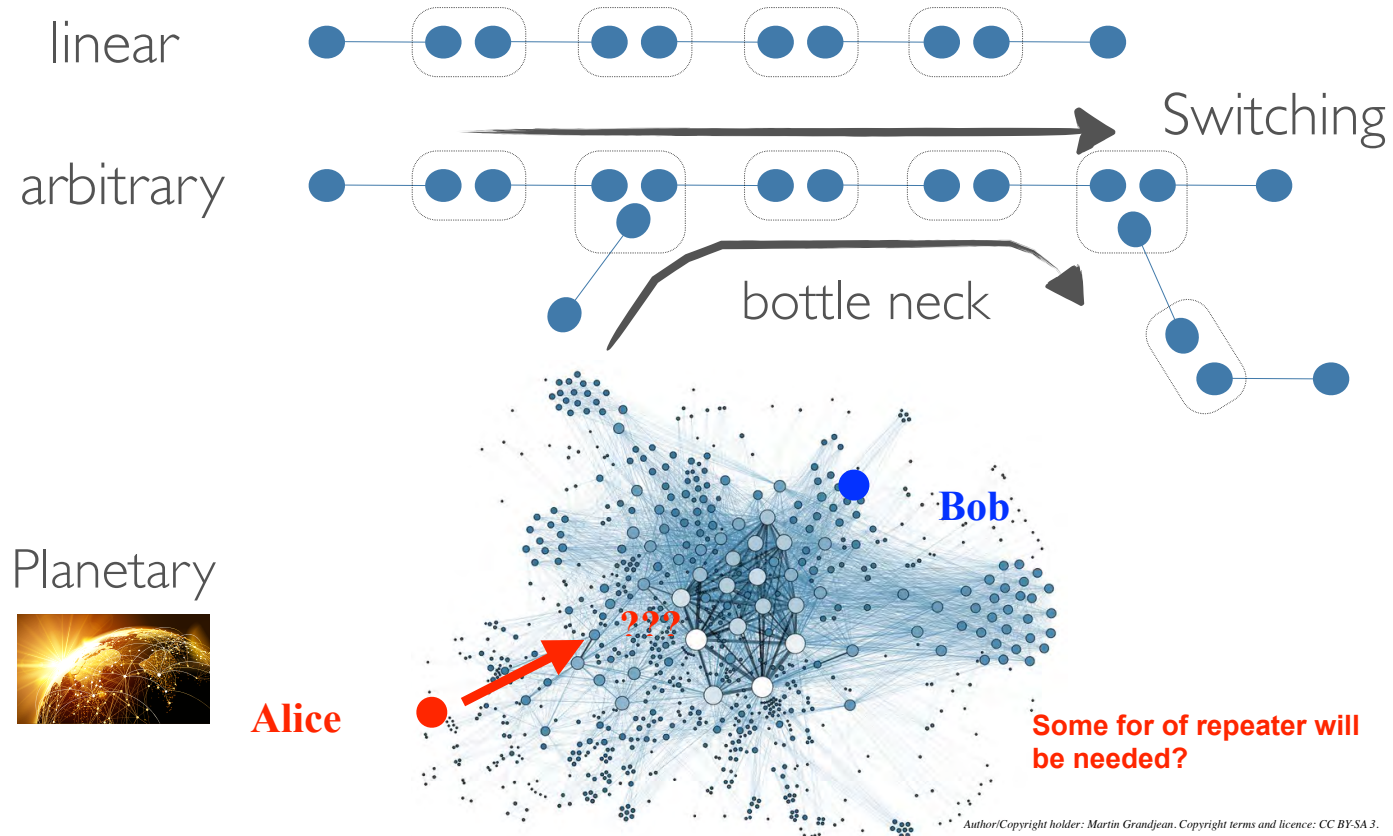 linear
Switching
arbitrary
bottle neck
Bob
Planetary
???
Alice
Some for of repeater will
be needed?
Author/Copyright holder: Martin Grandjean. Copyright terms and licence: CC BY-SA 3.